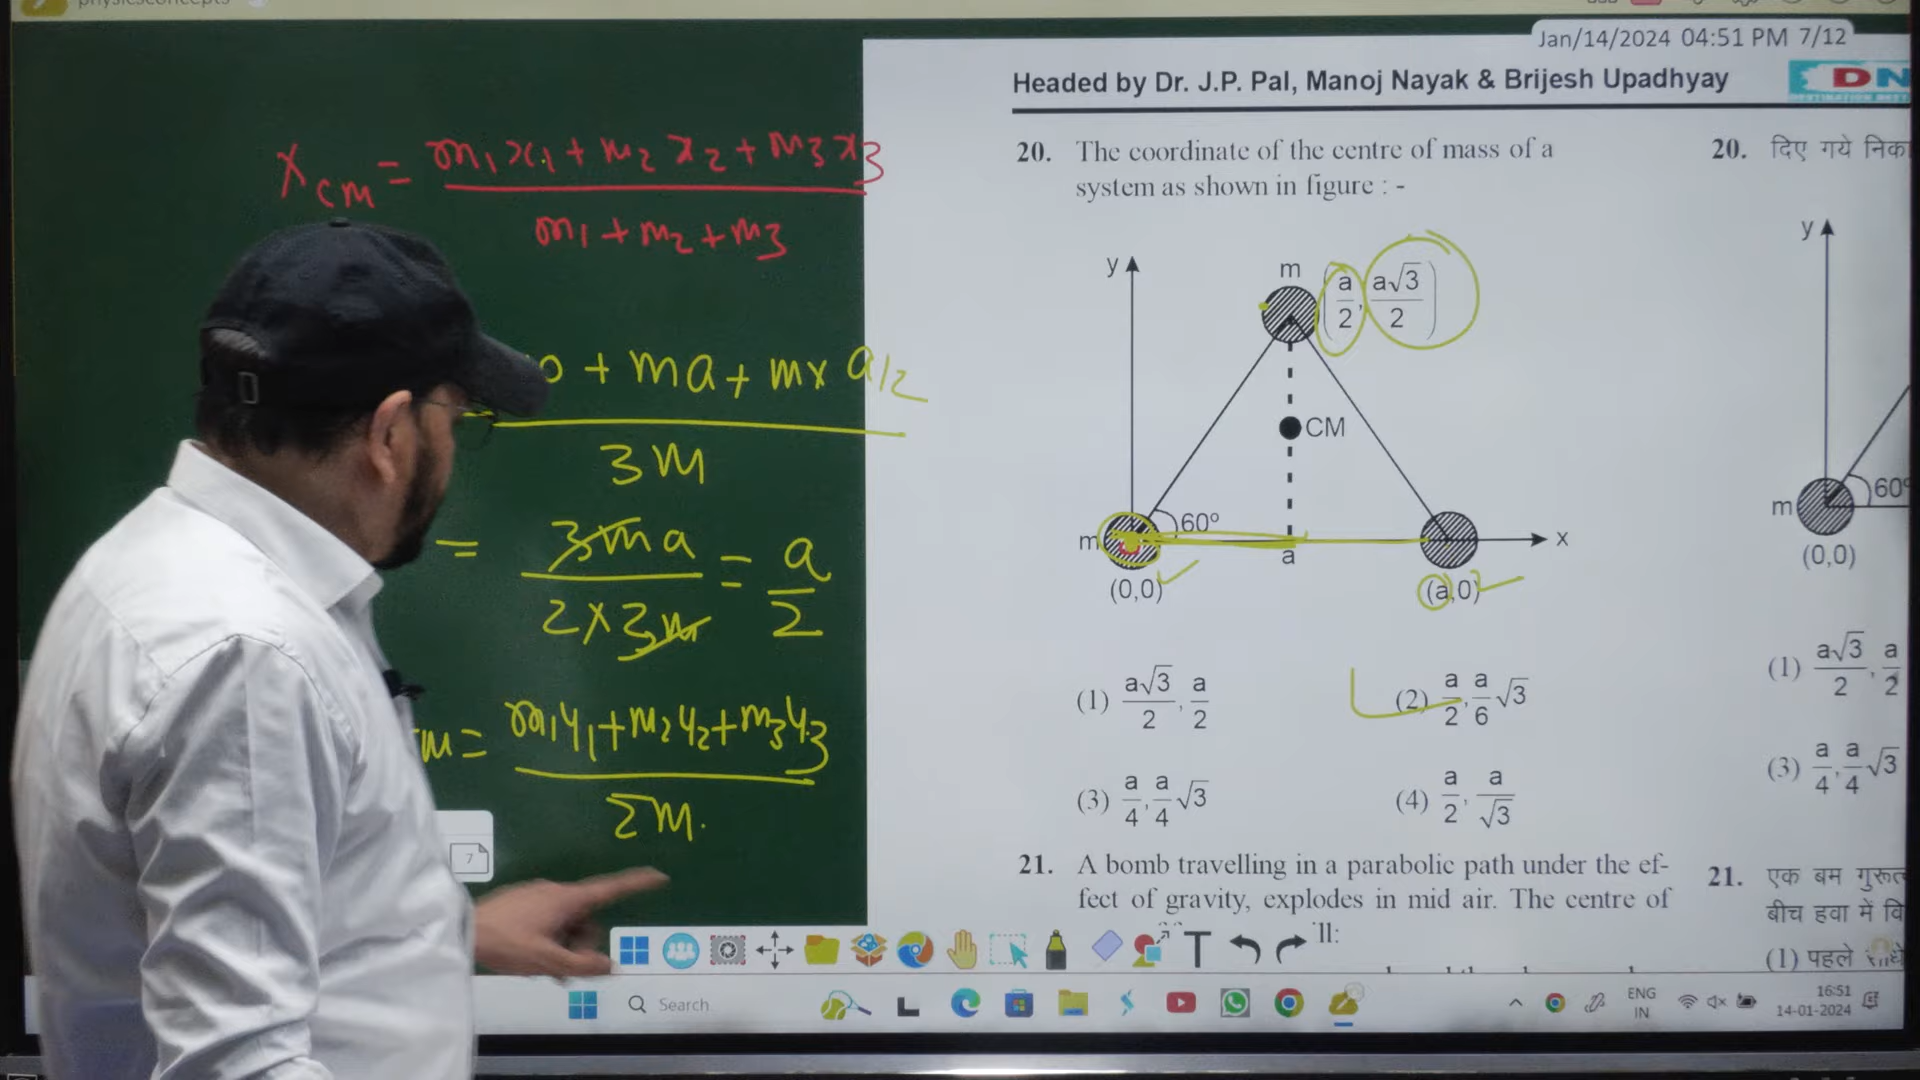 physicsconcepts
Jan/14/2024 04:51 PM 7/12
Headed by Dr. J.P. Pal, Manoj Nayak & Brijesh Upadhyay
DN
X CM = m1x1 + m2x2 + m3x3
m1 + m2 + m3
0 + ma + m× a/2
3m
= 3ma = a
2×3m 2
m = m1y1 + m2y2 + m3y3
Σm.
7
20. The coordinate of the centre of mass of a
system as shown in figure : -
y
m (a/2, a√3/2)
CM
60°
m
a
x
(0,0)
(a,0)
(1) a√3/2, a/2
(2) a/2, a/6 √3
(3) a/4, a/4 √3
(4) a/2, a/√3
21. A bomb travelling in a parabolic path under the ef-
fect of gravity, explodes in mid air. The centre of
ll:
20. दिए गये
y
60°
m
(0,0)
(1) a√3/2, a/2
(3) a/4, a/4 √3
21. एक बम
बीच हवा में
(1) पहले
T
Search
ENG
IN
16:51
14-01-2024